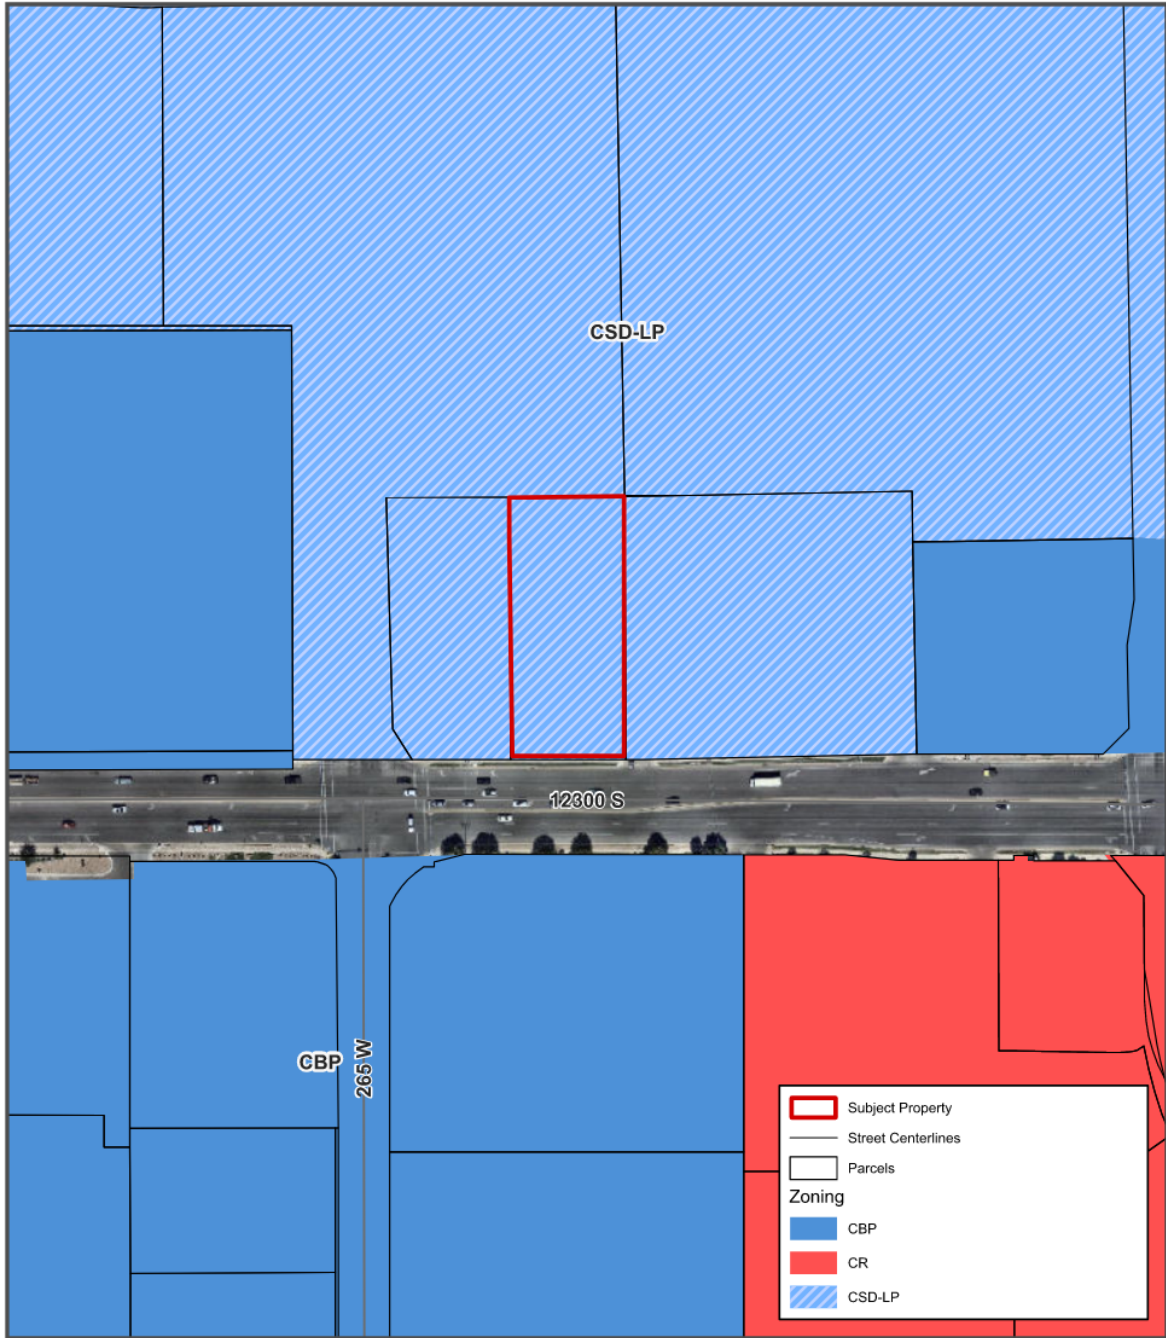 CSD-LP
12300 S
CBP
265 W
Subject Property
Street Centerlines
Parcels
Zoning
CBP
CR
CSD-LP